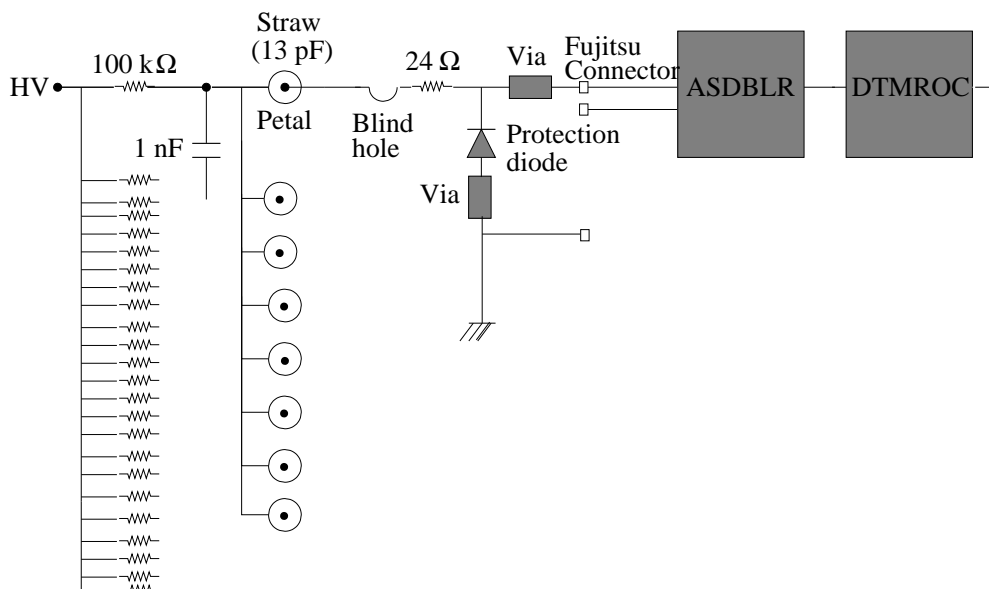 Straw
(13 pF)
HV
100 kΩ
24 Ω
Via
Fujitsu
Connector
ASDBLR
DTMROC
Petal
Blind
hole
Protection
diode
1 nF
Via